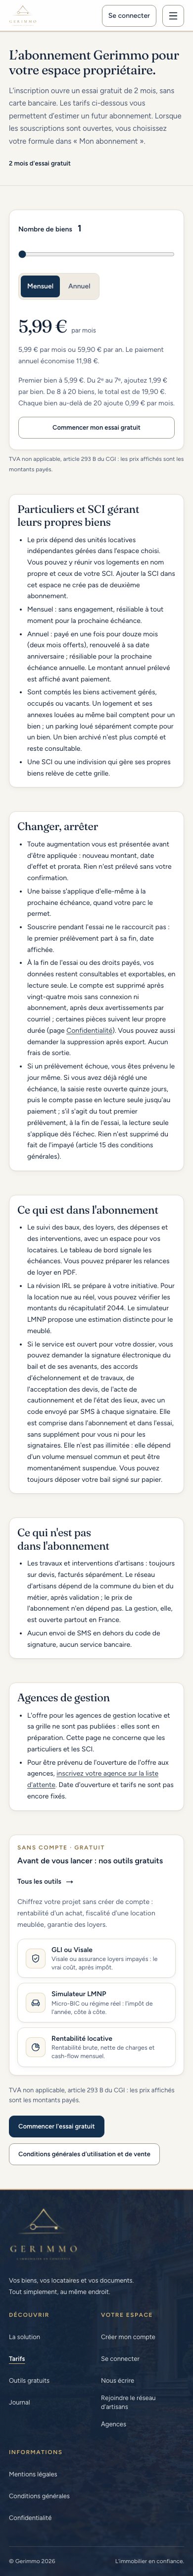 GERIMMO
Se connecter
L'abonnement Gerimmo pour
votre espace propriétaire.
L'inscription ouvre un essai gratuit de 2 mois, sans
carte bancaire. Les tarifs ci-dessous vous
permettent d'estimer un futur abonnement. Lorsque
les souscriptions sont ouvertes, vous choisissez
votre formule dans « Mon abonnement ».
2 mois d'essai gratuit
Nombre de biens 1
Mensuel Annuel
5,99 € par mois
5,99 € par mois ou 59,90 € par an. Le paiement
annuel économise 11,98 €.
Premier bien à 5,99 €. Du 2ᵉ au 7ᵉ, ajoutez 1,99 €
par bien. De 8 à 20 biens, le total est 19,90 €.
Chaque bien au-delà de 20 ajoute 0,99 € par mois.
Commencer mon essai gratuit
TVA non applicable, article 293 B du CGI : les prix affichés sont les
montants payés.
Particuliers et SCI gérant
leurs propres biens
• Le prix dépend des unités locatives
indépendantes gérées dans l'espace choisi.
Vous pouvez y réunir vos logements en nom
propre et ceux de votre SCI. Ajouter la SCI dans
cet espace ne crée pas de deuxième
abonnement.
• Mensuel : sans engagement, résiliable à tout
moment pour la prochaine échéance.
• Annuel : payé en une fois pour douze mois
(deux mois offerts), renouvelé à sa date
anniversaire ; résiliable pour la prochaine
échéance annuelle. Le montant annuel prélevé
est affiché avant paiement.
• Sont comptés les biens activement gérés,
occupés ou vacants. Un logement et ses
annexes louées au même bail comptent pour un
bien ; un parking loué séparément compte pour
un bien. Un bien archivé n'est plus compté et
reste consultable.
• Une SCI ou une indivision qui gère ses propres
biens relève de cette grille.
Changer, arrêter
• Toute augmentation vous est présentée avant
d'être appliquée : nouveau montant, date
d'effet et prorata. Rien n'est prélevé sans votre
confirmation.
• Une baisse s'applique d'elle-même à la
prochaine échéance, quand votre parc le
permet.
• Souscrire pendant l'essai ne le raccourcit pas :
le premier prélèvement part à sa fin, date
affichée.
• À la fin de l'essai ou des droits payés, vos
données restent consultables et exportables, en
lecture seule. Le compte est supprimé après
vingt-quatre mois sans connexion ni
abonnement, après deux avertissements par
courriel ; certaines pièces suivent leur propre
durée (page Confidentialité). Vous pouvez aussi
demander la suppression après export. Aucun
frais de sortie.
• Si un prélèvement échoue, vous êtes prévenu le
jour même. Si vous avez déjà réglé une
échéance, la saisie reste ouverte quinze jours,
puis le compte passe en lecture seule jusqu'au
paiement ; s'il s'agit du tout premier
prélèvement, à la fin de l'essai, la lecture seule
s'applique dès l'échec. Rien n'est supprimé du
fait de l'impayé (article 15 des conditions
générales).
Ce qui est dans l'abonnement
• Le suivi des baux, des loyers, des dépenses et
des interventions, avec un espace pour vos
locataires. Le tableau de bord signale les
échéances. Vous pouvez préparer les relances
de loyer en PDF.
• La révision IRL se prépare à votre initiative. Pour
la location nue au réel, vous pouvez vérifier les
montants du récapitulatif 2044. Le simulateur
LMNP propose une estimation distincte pour le
meublé.
• Si le service est ouvert pour votre dossier, vous
pouvez demander la signature électronique du
bail et de ses avenants, des accords
d'échelonnement et de travaux, de
l'acceptation des devis, de l'acte de
cautionnement et de l'état des lieux, avec un
code envoyé par SMS à chaque signataire. Elle
est comprise dans l'abonnement et dans l'essai,
sans supplément pour vous ni pour les
signataires. Elle n'est pas illimitée : elle dépend
d'un volume mensuel commun et peut être
momentanément suspendue. Vous pouvez
toujours déposer votre bail signé sur papier.
Ce qui n'est pas
dans l'abonnement
• Les travaux et interventions d'artisans : toujours
sur devis, facturés séparément. Le réseau
d'artisans dépend de la commune du bien et du
métier, après validation ; le prix de
l'abonnement n'en dépend pas. La gestion, elle,
est ouverte partout en France.
• Aucun envoi de SMS en dehors du code de
signature, aucun service bancaire.
Agences de gestion
• L'offre pour les agences de gestion locative et
sa grille ne sont pas publiées : elles sont en
préparation. Cette page ne concerne que les
particuliers et les SCI.
• Pour être prévenu de l'ouverture de l'offre aux
agences, inscrivez votre agence sur la liste
d'attente. Date d'ouverture et tarifs ne sont pas
encore fixés.
SANS COMPTE · GRATUIT
Avant de vous lancer : nos outils gratuits
Tous les outils →
Chiffrez votre projet sans créer de compte :
rentabilité d'un achat, fiscalité d'une location
meublée, garantie des loyers.
GLI ou Visale
Visale ou assurance loyers impayés : le
vrai coût, après impôt.
Simulateur LMNP
Micro-BIC ou régime réel : l'impôt de
l'année, côte à côte.
Rentabilité locative
Rentabilité brute, nette de charges et
cash-flow mensuel.
TVA non applicable, article 293 B du CGI : les prix affichés
sont les montants payés.
Commencer l'essai gratuit
Conditions générales d'utilisation et de vente
GERIMMO
Vos biens, vos locataires et vos documents.
Tout simplement, au même endroit.
DÉCOUVRIR
La solution
Tarifs
Outils gratuits
Journal
VOTRE ESPACE
Créer mon compte
Se connecter
Nous écrire
Rejoindre le réseau
d'artisans
Agences
INFORMATIONS
Mentions légales
Conditions générales
Confidentialité
© Gerimmo 2026
L'immobilier en confiance.